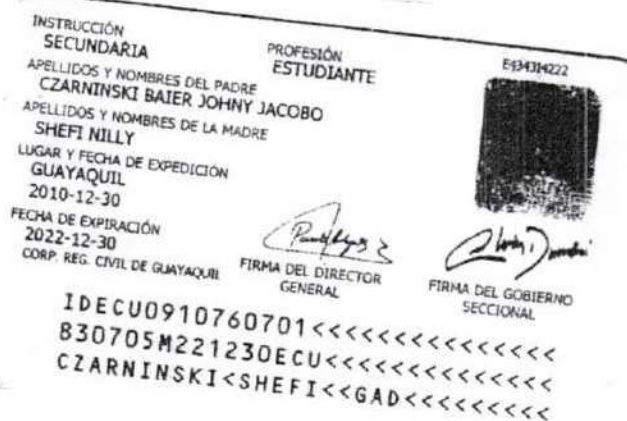 INSTRUCCIÓN
SECUNDARIA
PROFESIÓN
ESTUDIANTE
E434314222
APELLIDOS Y NOMBRES DEL PADRE
CZARNINSKI BAIER JOHNY JACOBO
APELLIDOS Y NOMBRES DE LA MADRE
SHEFI NILLY
LUGAR Y FECHA DE EXPEDICIÓN
GUAYAQUIL
2010-12-30
FECHA DE EXPIRACIÓN
2022-12-30
CORP. REG. CIVIL DE GUAYAQUIL
FIRMA DEL DIRECTOR
GENERAL
FIRMA DEL GOBIERNO
SECCIONAL
IDECU0910760701<<<<<<<<<<<<<<<
830705M221230ECU<<<<<<<<<<<<<<
CZARNINSKI<SHEFI<<GAD<<<<<<<<<